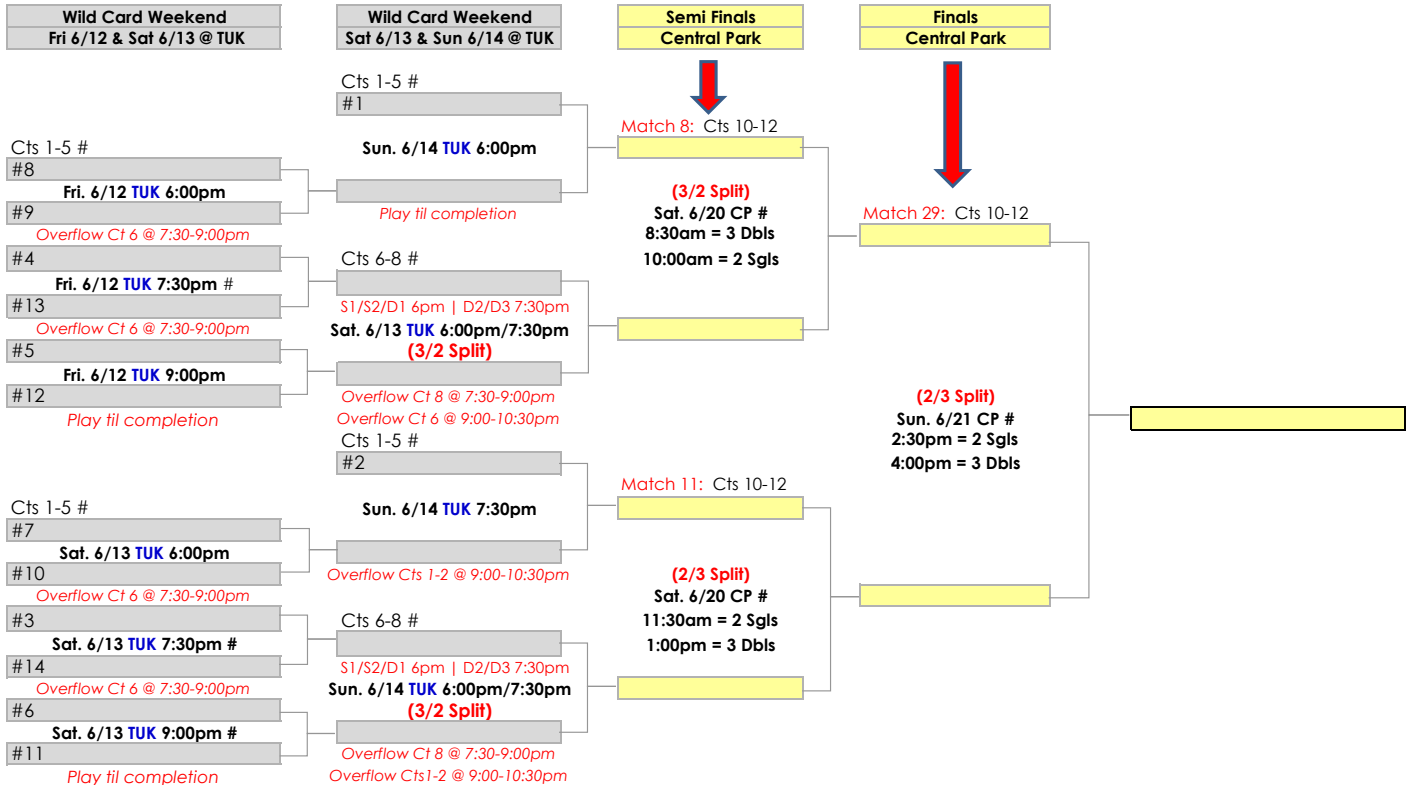 Wild Card Weekend
Fri 6/12 & Sat 6/13 @ TUK
Wild Card Weekend
Sat 6/13 & Sun 6/14 @ TUK
Semi Finals
Central Park
Finals
Central Park
Cts 1-5 #
#8
Fri. 6/12 TUK 6:00pm
#9
Overflow Ct 6 @ 7:30-9:00pm
#4
Fri. 6/12 TUK 7:30pm #
#13
Overflow Ct 6 @ 7:30-9:00pm
#5
Fri. 6/12 TUK 9:00pm
#12
Play til completion
Cts 1-5 #
#7
Sat. 6/13 TUK 6:00pm
#10
Overflow Ct 6 @ 7:30-9:00pm
#3
Sat. 6/13 TUK 7:30pm #
#14
Overflow Ct 6 @ 7:30-9:00pm
#6
Sat. 6/13 TUK 9:00pm #
#11
Play til completion
Cts 1-5 #
#1
Sun. 6/14 TUK 6:00pm
Play til completion
Cts 6-8 #
S1/S2/D1 6pm | D2/D3 7:30pm
Sat. 6/13 TUK 6:00pm/7:30pm
(3/2 Split)
Overflow Ct 8 @ 7:30-9:00pm
Overflow Ct 6 @ 9:00-10:30pm
Cts 1-5 #
#2
Sun. 6/14 TUK 7:30pm
Overflow Cts 1-2 @ 9:00-10:30pm
Cts 6-8 #
S1/S2/D1 6pm | D2/D3 7:30pm
Sun. 6/14 TUK 6:00pm/7:30pm
(3/2 Split)
Overflow Ct 8 @ 7:30-9:00pm
Overflow Cts1-2 @ 9:00-10:30pm
Match 8: Cts 10-12
(3/2 Split)
Sat. 6/20 CP #
8:30am = 3 Dbls
10:00am = 2 Sgls
Match 11: Cts 10-12
(2/3 Split)
Sat. 6/20 CP #
11:30am = 2 Sgls
1:00pm = 3 Dbls
Match 29: Cts 10-12
(2/3 Split)
Sun. 6/21 CP #
2:30pm = 2 Sgls
4:00pm = 3 Dbls